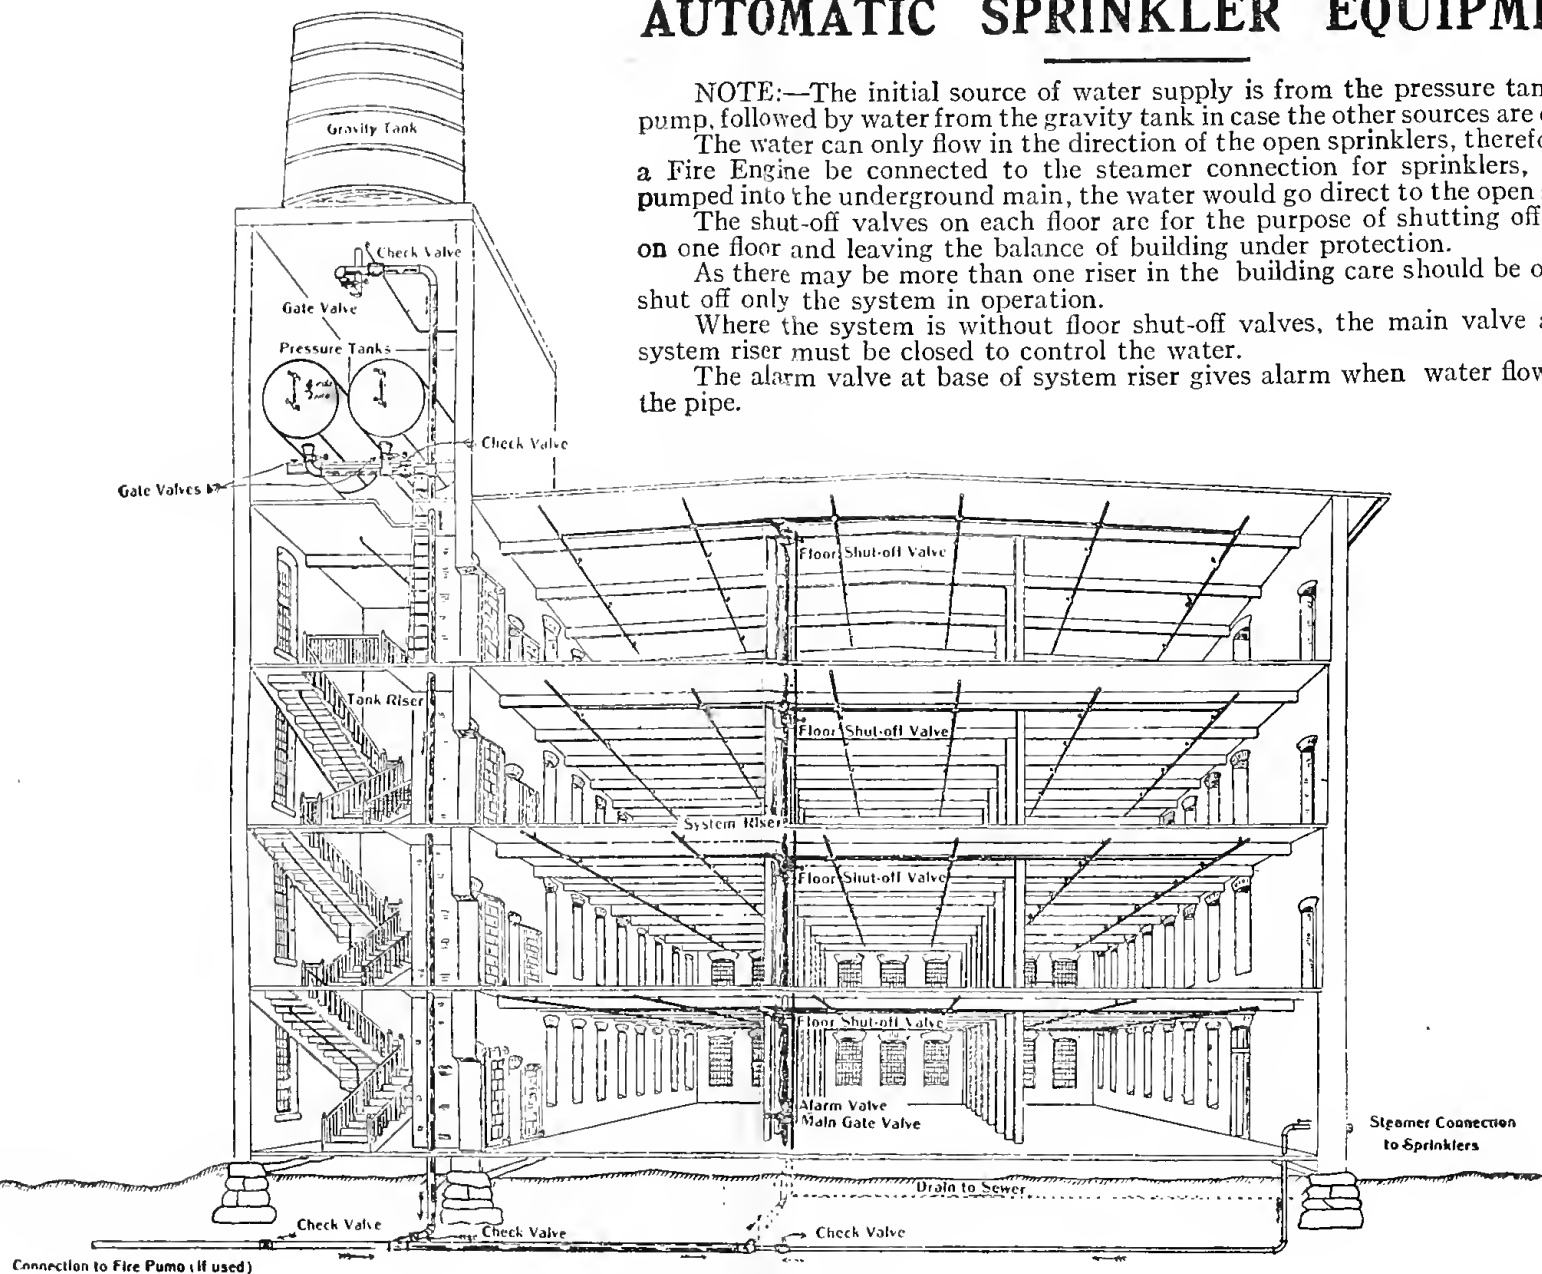 AUTOMATIC SPRINKLER EQUIPM
NOTE:—The initial source of water supply is from the pressure tan
pump, followed by water from the gravity tank in case the other sources are
The water can only flow in the direction of the open sprinklers, therefo
a Fire Engine be connected to the steamer connection for sprinklers,
pumped into the underground main, the water would go direct to the open
The shut-off valves on each floor are for the purpose of shutting off
on one floor and leaving the balance of building under protection.
As there may be more than one riser in the building care should be
shut off only the system in operation.
Where the system is without floor shut-off valves, the main valve a
system riser must be closed to control the water.
The alarm valve at base of system riser gives alarm when water flow
the pipe.
Gravity Tank
Check Valve
Gate Valve
Pressure Tanks
Check Valve
Gate Valves
Floor Shut-off Valve
Tank Riser
Floor Shut-off Valve
System Riser
Floor Shut-off Valve
Floor Shut-off Valve
Alarm Valve
Main Gate Valve
Steamer Connection
to Sprinklers
Drain to Sewer
Check Valve
Check Valve
Check Valve
Connection to Fire Pump (if used)